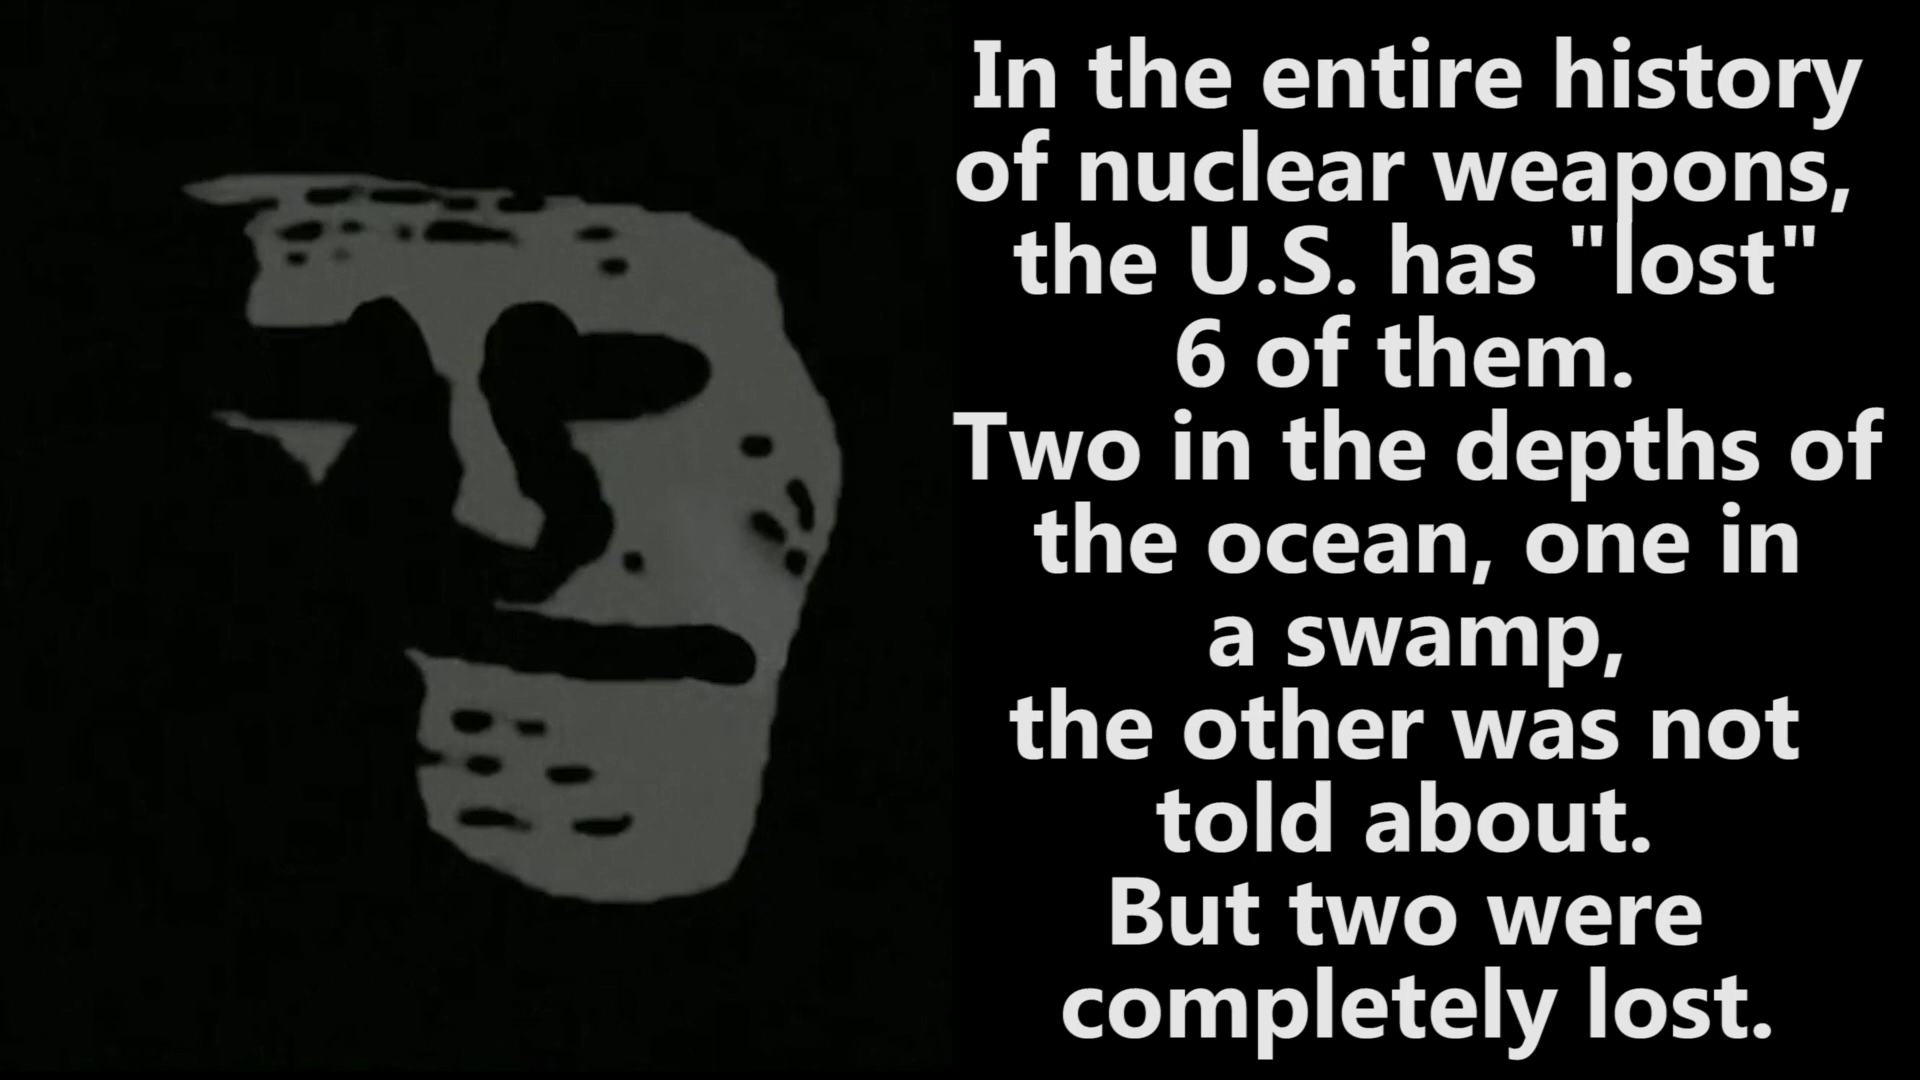 In the entire history
of nuclear weapons,
the U.S. has "lost"
6 of them.
Two in the depths of
the ocean, one in
a swamp,
the other was not
told about.
But two were
completely lost.